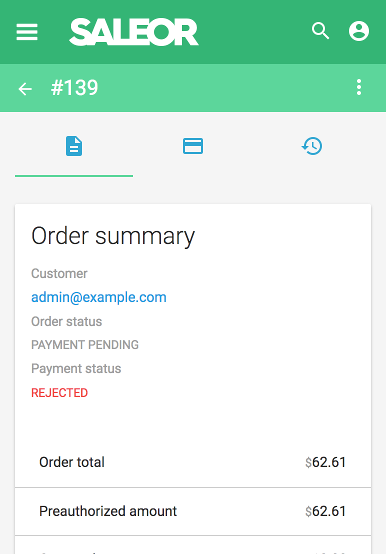 SALEOR
#139
Order summary
Customer
admin@example.com
Order status
PAYMENT PENDING
Payment status
REJECTED
Order total $62.61
Preauthorized amount $62.61